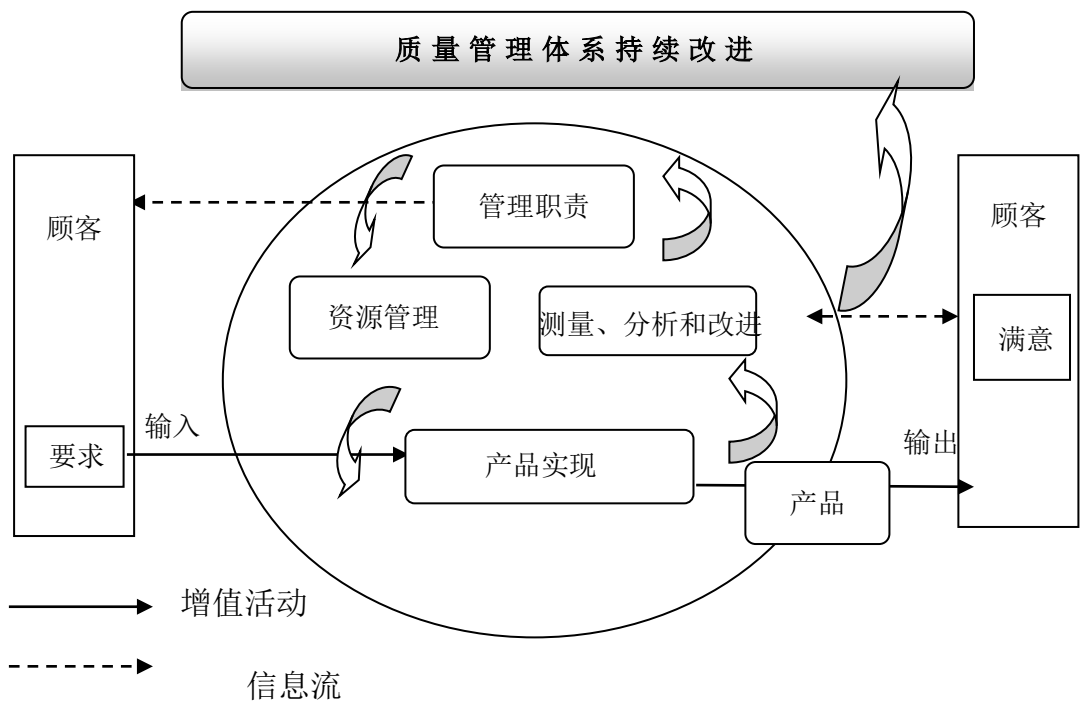 质量管理体系持续改进
顾客
管理职责
顾客
资源管理
测量、分析和改进
满意
输入
要求
产品实现
输出
产品
增值活动
信息流